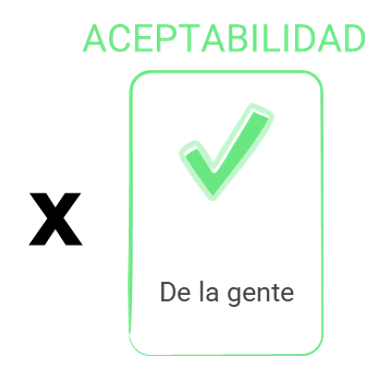 ACEPTABILIDAD
x
De la gente